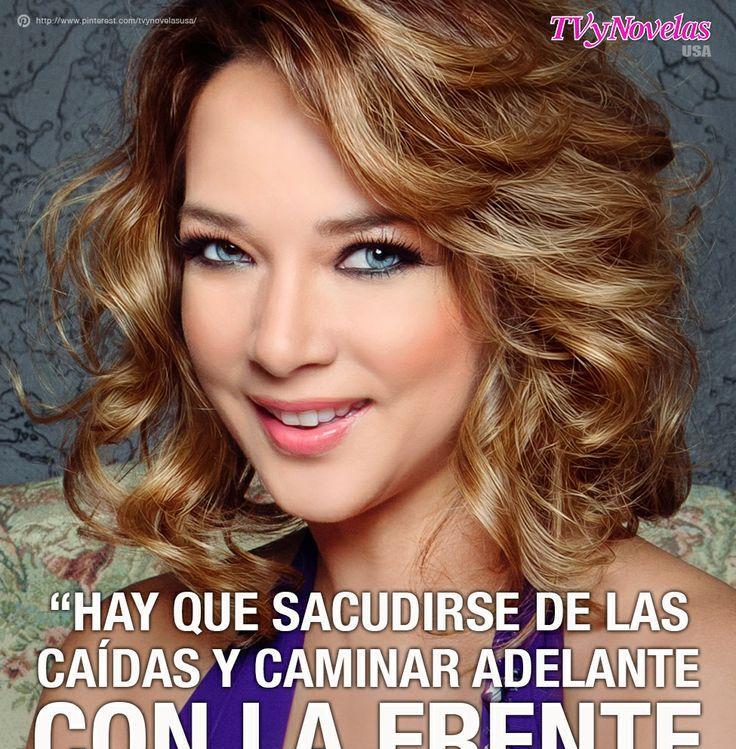 http://www.pinterest.com/tvynovelasusa/
TVyNovelas
USA
“HAY QUE SACUDIRSE DE LAS
CAÍDAS Y CAMINAR ADELANTE
CON LA FRENTE